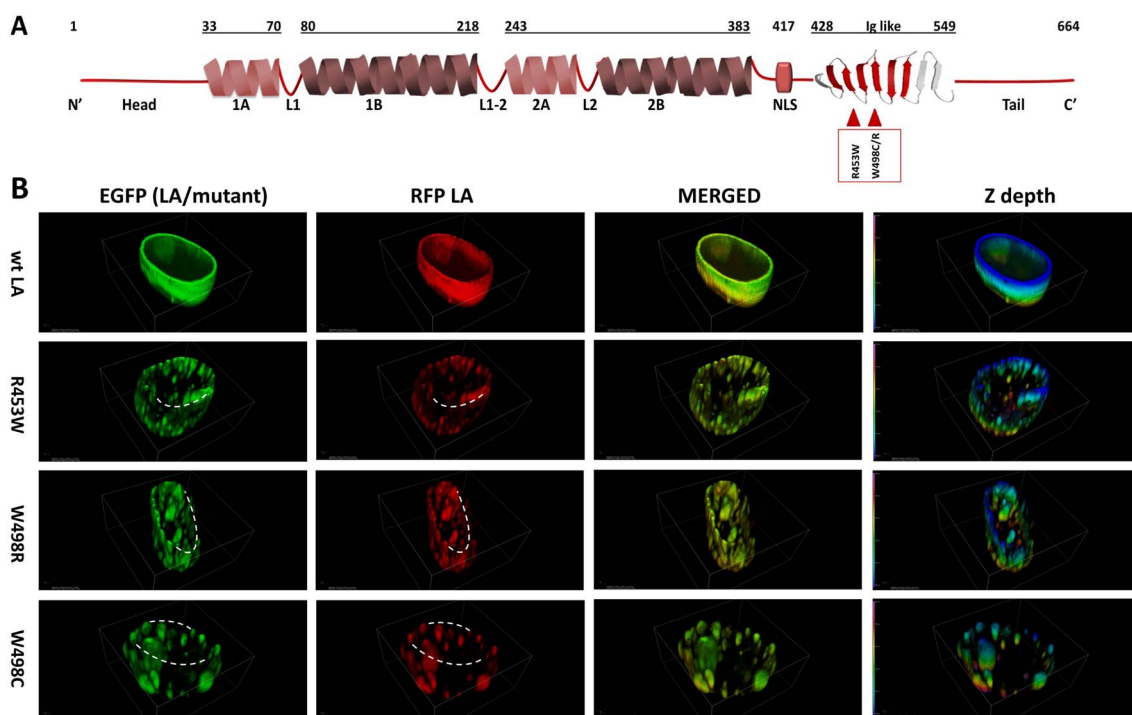 A
1 33 70 80 218 243 383 417 428 Ig like 549 664
N' Head 1A L1 1B L1-2 2A L2 2B NLS Tail C'
R453W
W498C/R
B
EGFP (LA/mutant) RFP LA MERGED Z depth
wt LA
R453W
W498R
W498C